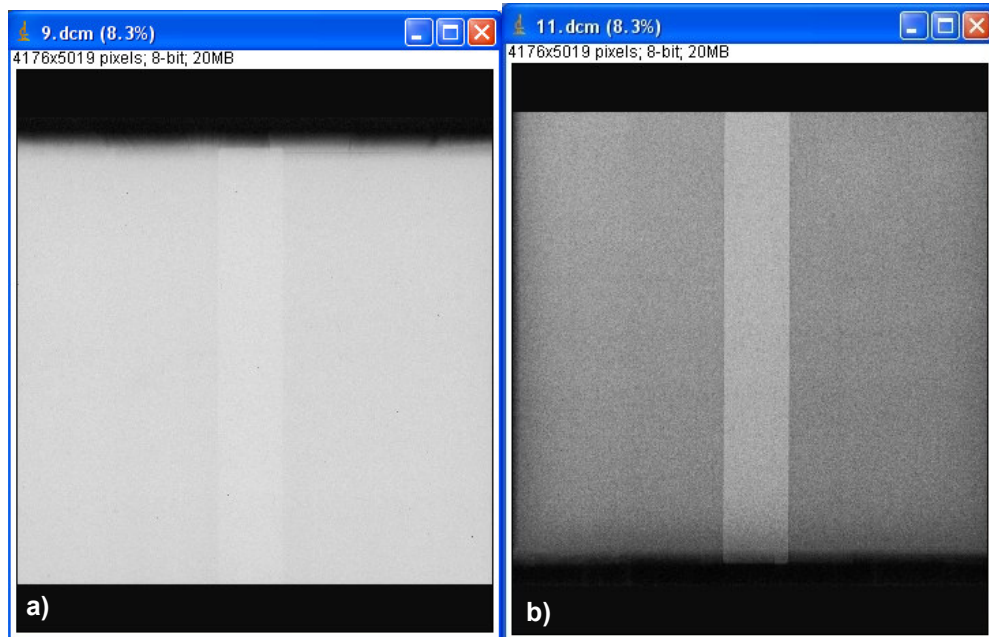 9.dcm (8.3%)
4176x5019 pixels; 8-bit; 20MB
a)
11.dcm (8.3%)
4176x5019 pixels; 8-bit; 20MB
b)